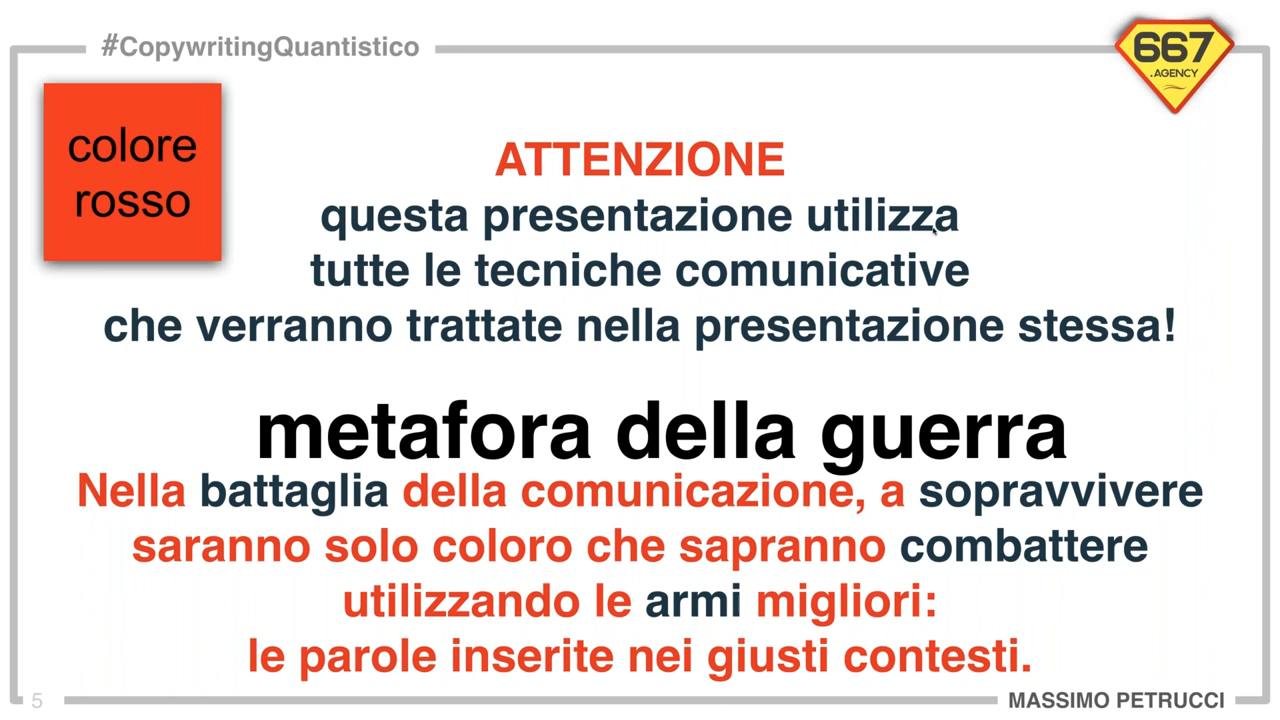 #CopywritingQuantistico
667
.AGENCY
colore
rosso
ATTENZIONE
questa presentazione utilizza
tutte le tecniche comunicative
che verranno trattate nella presentazione stessa!
metafora della guerra
Nella battaglia della comunicazione, a sopravvivere
saranno solo coloro che sapranno combattere
utilizzando le armi migliori:
le parole inserite nei giusti contesti.
5
MASSIMO PETRUCCI